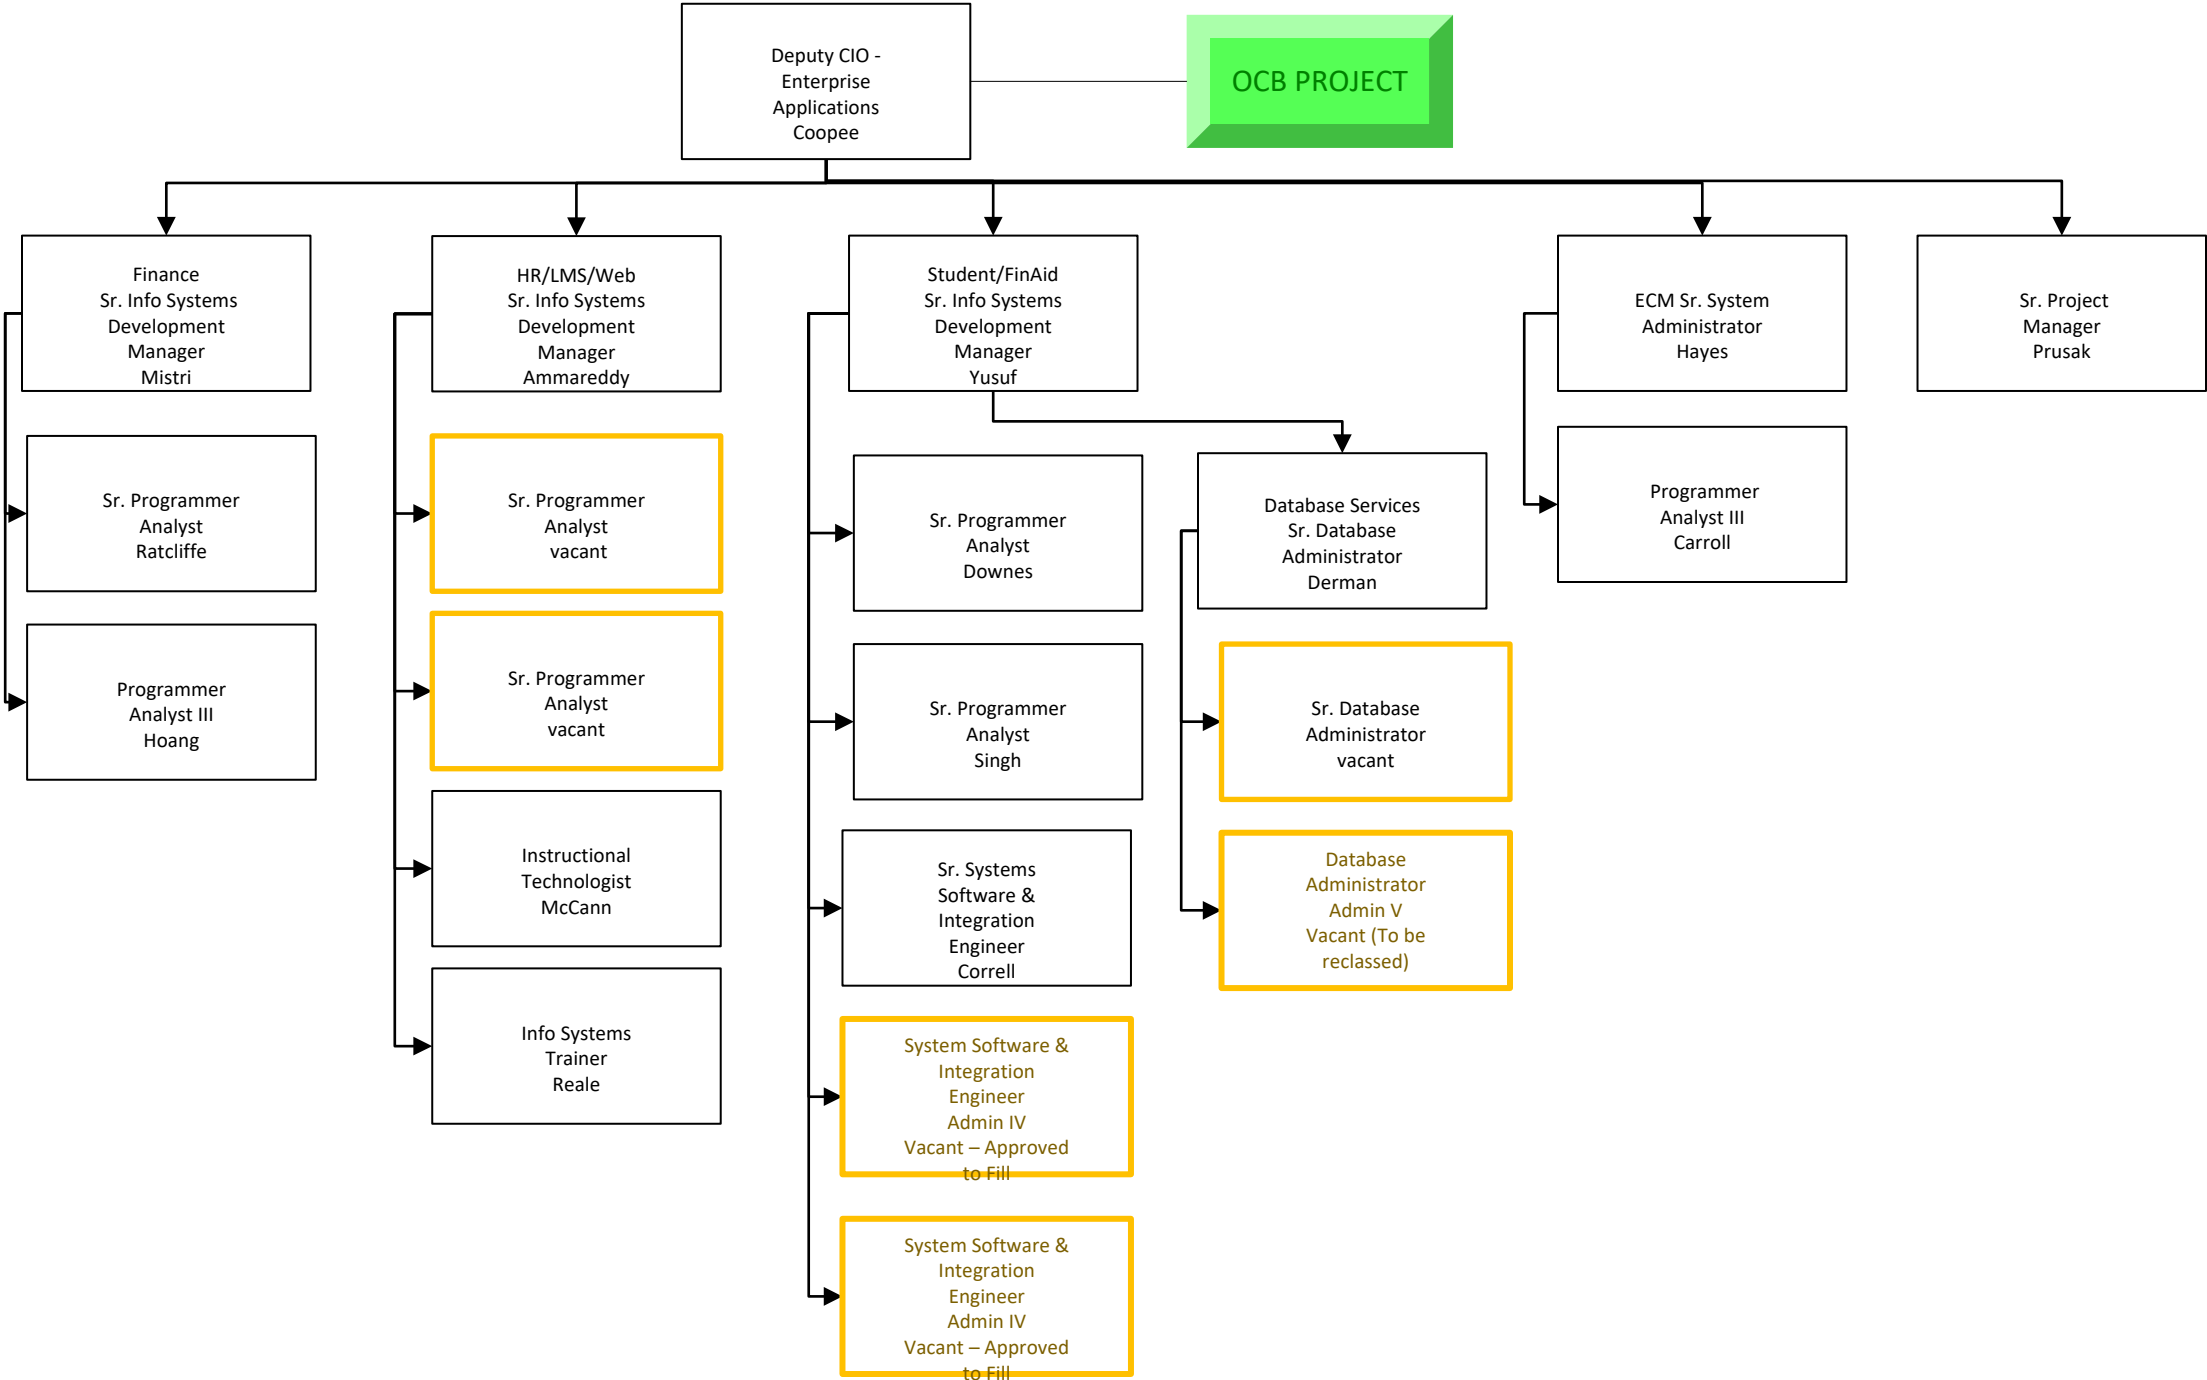 Deputy CIO -
Enterprise
Applications
Coopee
OCB PROJECT
Finance
Sr. Info Systems
Development
Manager
Mistri
HR/LMS/Web
Sr. Info Systems
Development
Manager
Ammareddy
Student/FinAid
Sr. Info Systems
Development
Manager
Yusuf
ECM Sr. System
Administrator
Hayes
Sr. Project
Manager
Prusak
Sr. Programmer
Analyst
Ratcliffe
Programmer
Analyst III
Hoang
Sr. Programmer
Analyst
vacant
Sr. Programmer
Analyst
vacant
Instructional
Technologist
McCann
Info Systems
Trainer
Reale
Sr. Programmer
Analyst
Downes
Sr. Programmer
Analyst
Singh
Sr. Systems
Software &
Integration
Engineer
Correll
System Software &
Integration
Engineer
Admin IV
Vacant – Approved
to Fill
System Software &
Integration
Engineer
Admin IV
Vacant – Approved
to Fill
Database Services
Sr. Database
Administrator
Derman
Sr. Database
Administrator
vacant
Database
Administrator
Admin V
Vacant (To be
reclassed)
Programmer
Analyst III
Carroll